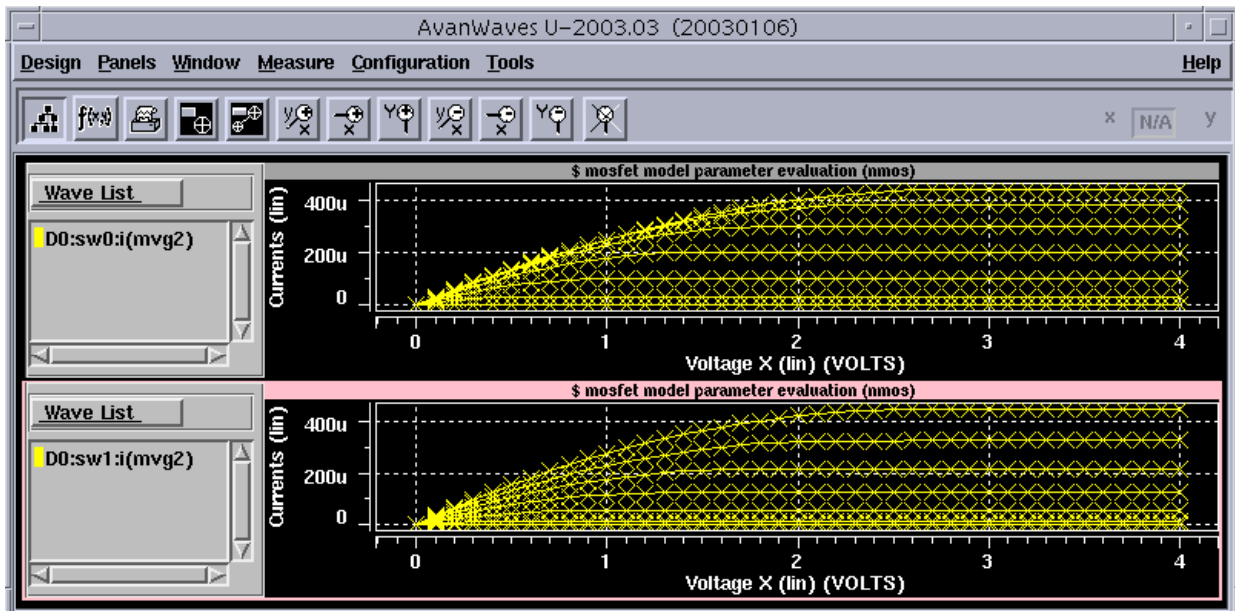 AvanWaves U-2003.03 (20030106)
Design Panels Window Measure Configuration Tools Help
f(x,y) y x x Y y x x Y x N/A y
$ mosfet model parameter evaluation (nmos)
Wave List
D0:sw0:i(mvg2)
Currents (lin)
400u
200u
0
0 1 2 3 4
Voltage X (lin) (VOLTS)
$ mosfet model parameter evaluation (nmos)
Wave List
D0:sw1:i(mvg2)
Currents (lin)
400u
200u
0
0 1 2 3 4
Voltage X (lin) (VOLTS)